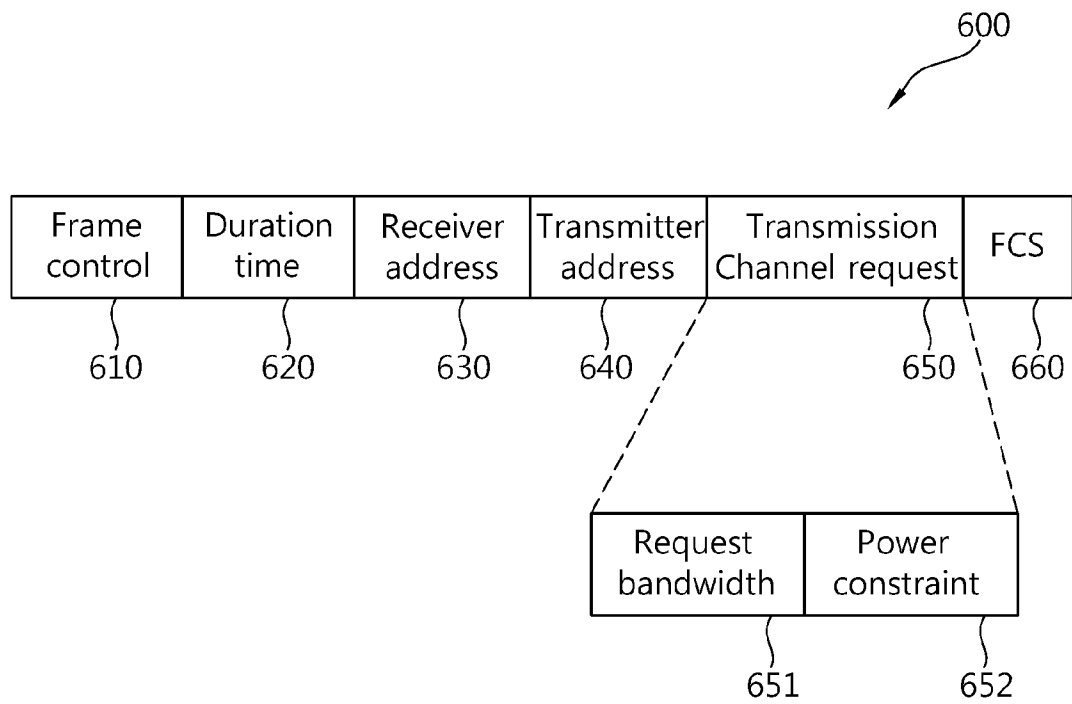 600
Frame
control
Duration
time
Receiver
address
Transmitter
address
Transmission
Channel request
FCS
610
620
630
640
650
660
Request
bandwidth
Power
constraint
651
652